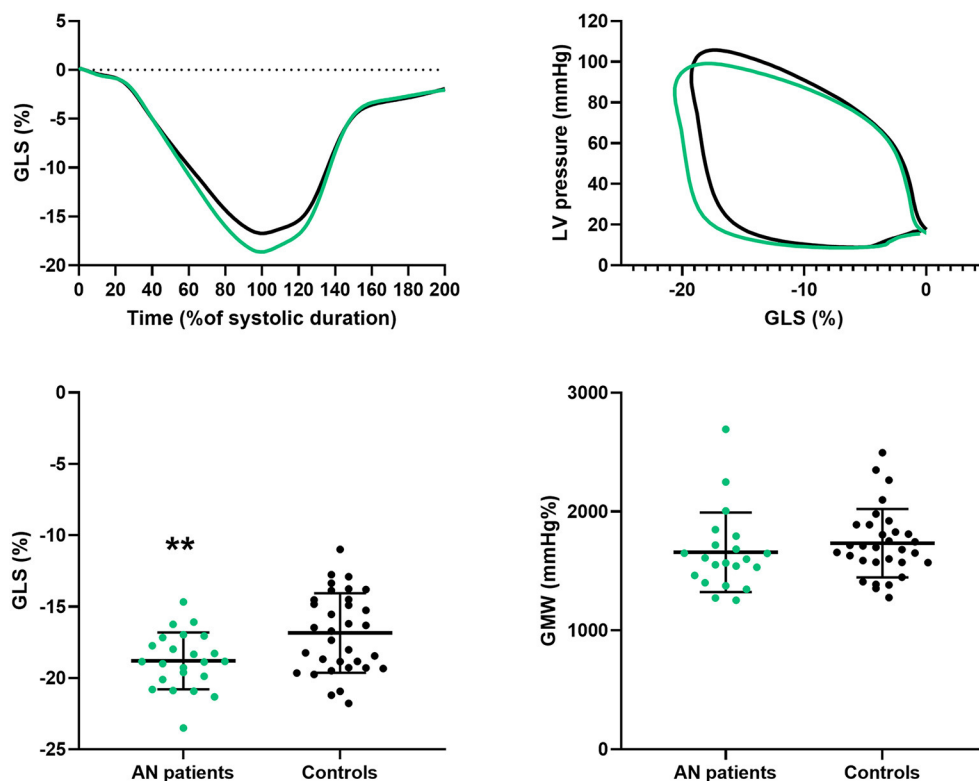 5
0
-5
-10
-15
-20
GLS (%)
0 20 40 60 80 100 120 140 160 180 200
Time (%of systolic duration)
120
100
80
60
40
20
0
LV pressure (mmHg)
-20 -10 0
GLS (%)
0
-5
-10
-15
-20
-25
GLS (%)
**
AN patients Controls
3000
2000
1000
0
GMW (mmHg%)
AN patients Controls